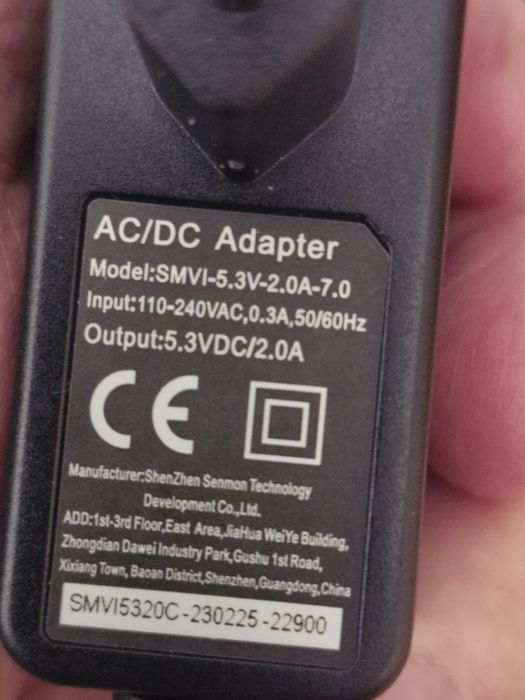 AC/DC Adapter
Model:SMVI-5.3V-2.0A-7.0
Input:110-240VAC,0.3A,50/60Hz
Output:5.3VDC/2.0A
CE
Manufacturer:ShenZhen Senmon Technology
Development Co.,Ltd.
ADD:1st-3rd Floor,East Area,JiaHua WeiYe Building,
Zhongdian Dawei Industry Park,Gushu 1st Road,
Xixiang Town, Baoan District,Shenzhen,Guangdong,China
SMVI5320C-230225-22900